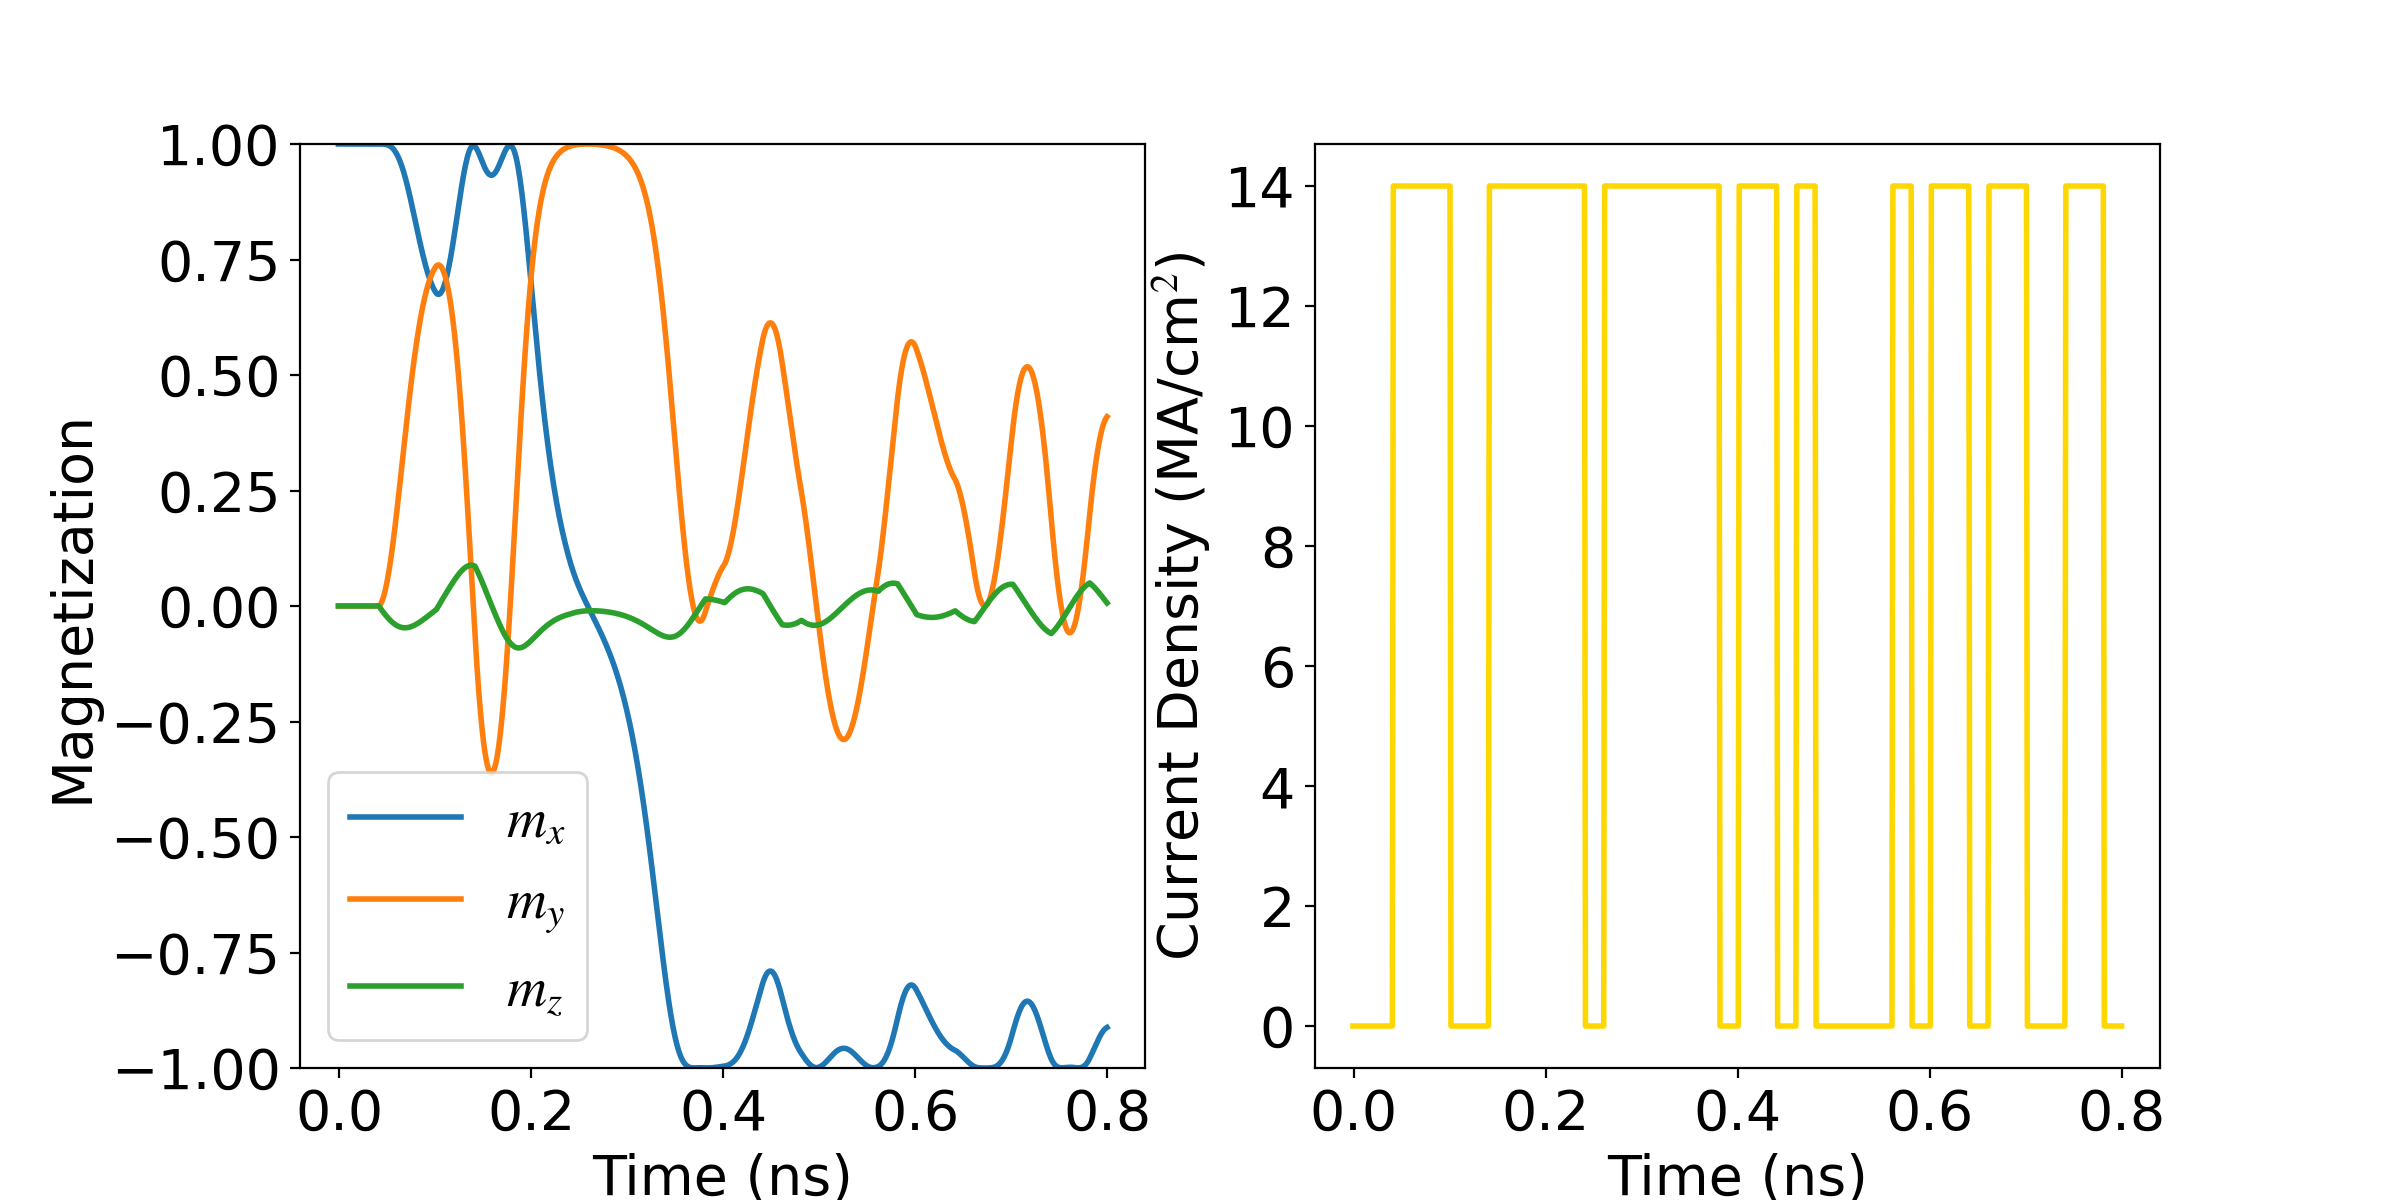 Magnetization
1.00
0.75
0.50
0.25
0.00
−0.25
−0.50
−0.75
−1.00
m_x
m_y
m_z
0.0 0.2 0.4 0.6 0.8
Time (ns)
Current Density (MA/cm²)
14
12
10
8
6
4
2
0
0.0 0.2 0.4 0.6 0.8
Time (ns)